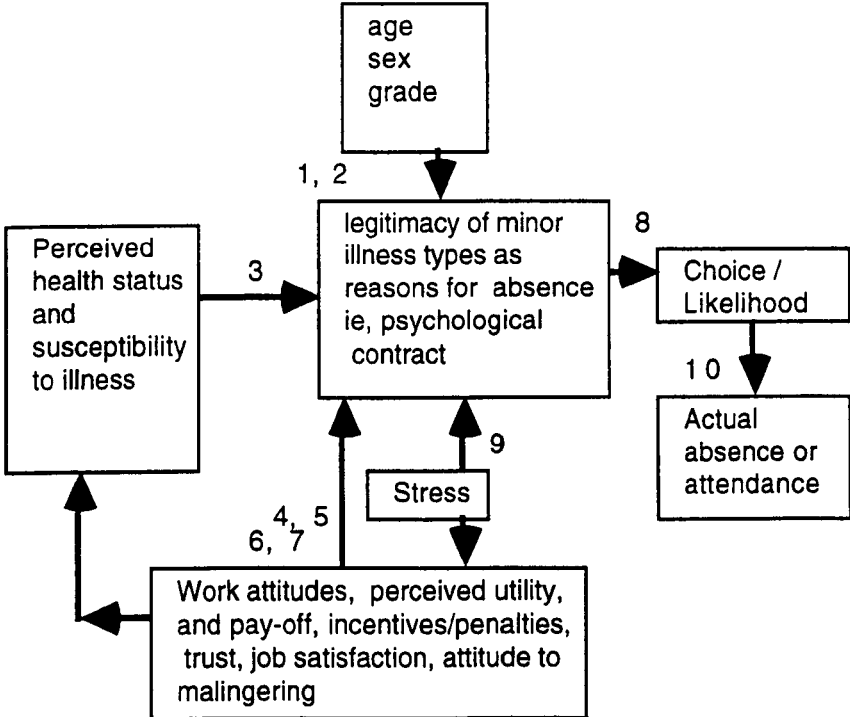 age
sex
grade
1, 2
legitimacy of minor
illness types as
reasons for absence
ie, psychological
contract
8
Perceived
health status
and
susceptibility
to illness
3
Choice /
Likelihood
10
Actual
absence or
attendance
9
Stress
4, 5
6, 7
Work attitudes, perceived utility,
and pay-off, incentives/penalties,
trust, job satisfaction, attitude to
malingering